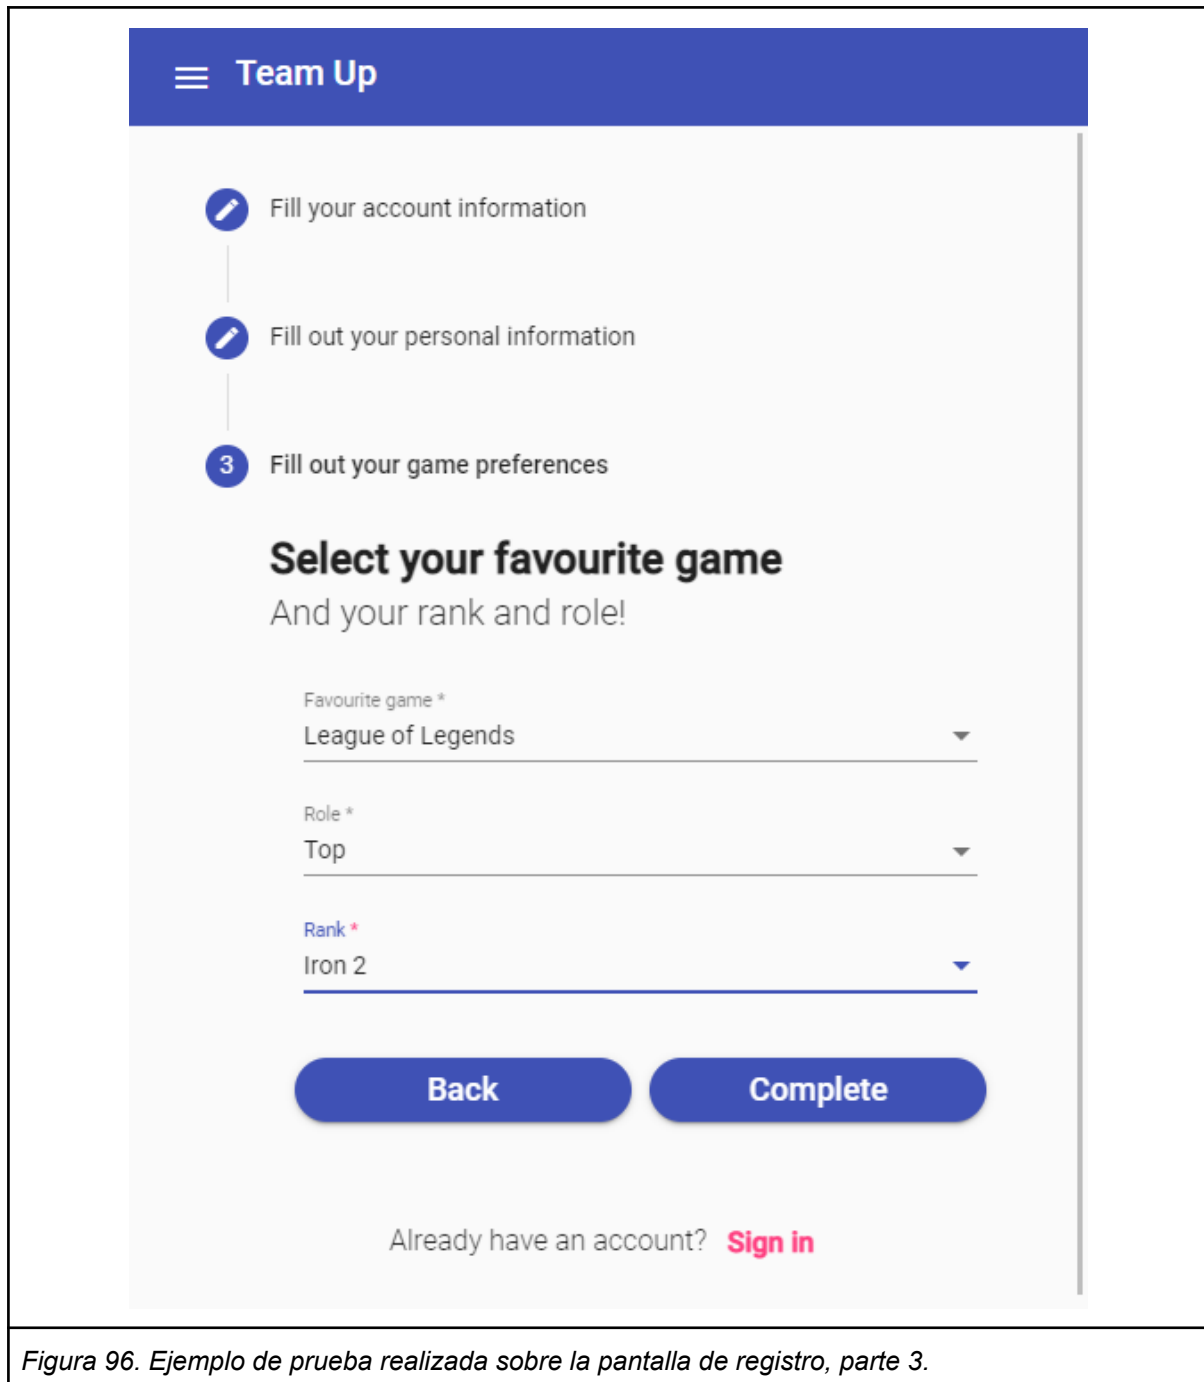 Team Up
Fill your account information
Fill out your personal information
3 Fill out your game preferences
Select your favourite game
And your rank and role!
Favourite game *
League of Legends
Role *
Top
Rank *
Iron 2
Back Complete
Already have an account? Sign in
Figura 96. Ejemplo de prueba realizada sobre la pantalla de registro, parte 3.